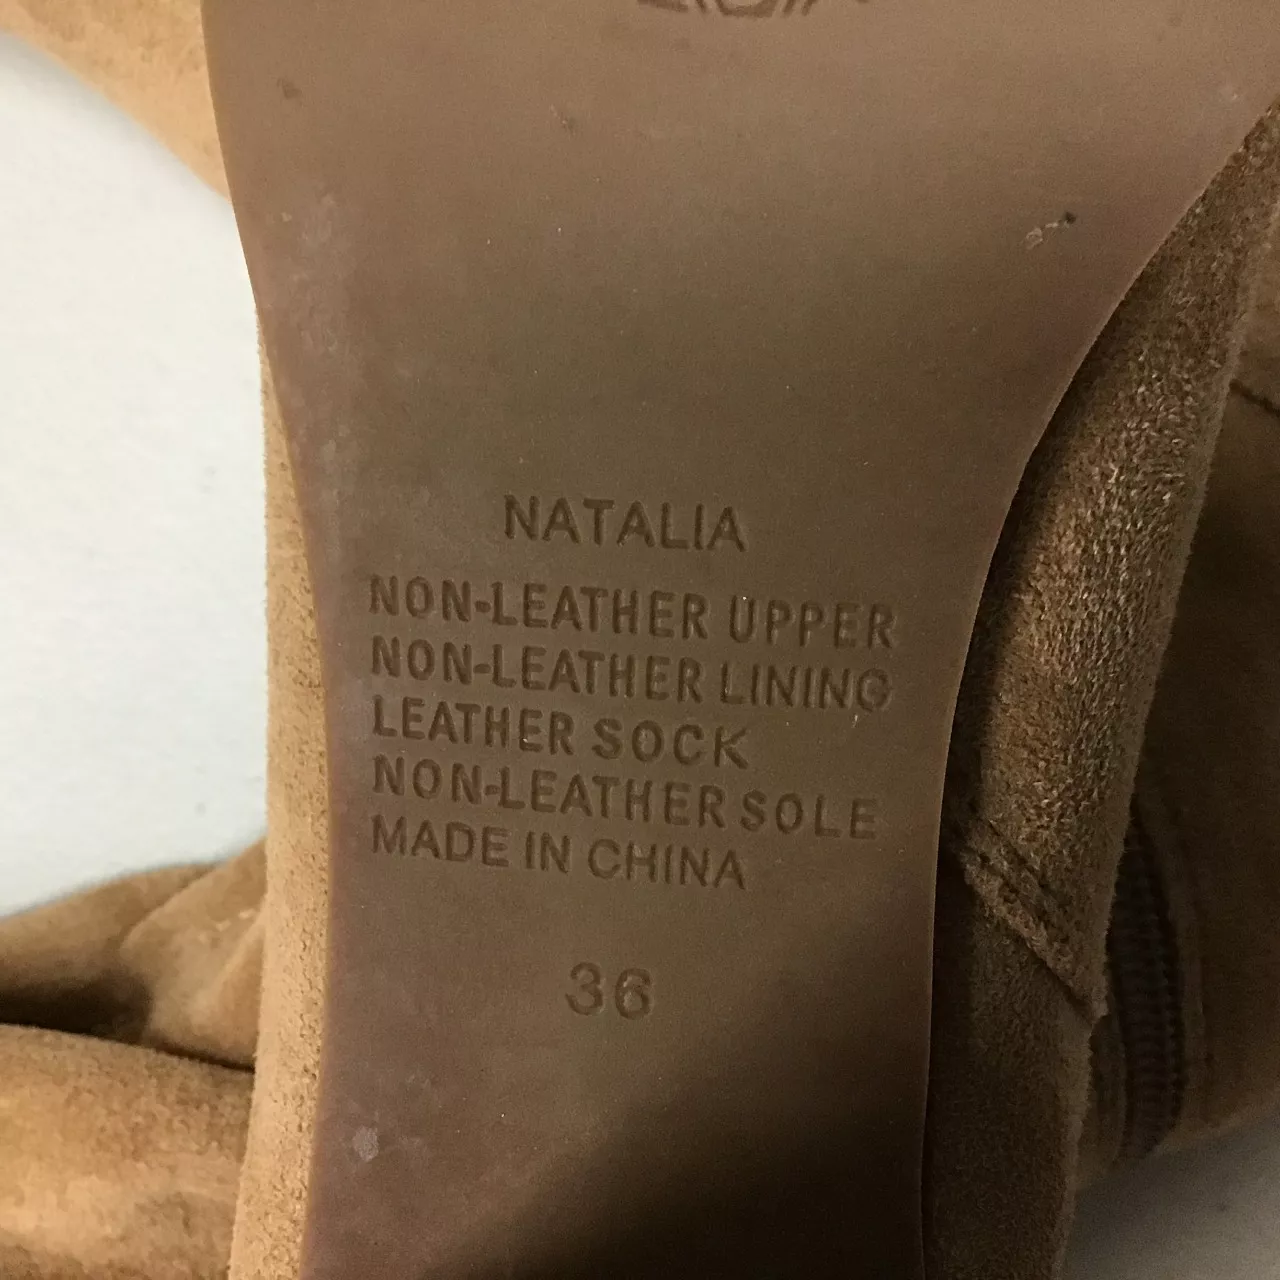 NATALIA
NON-LEATHER UPPER
NON-LEATHER LINING
LEATHER SOCK
NON-LEATHER SOLE
MADE IN CHINA
36